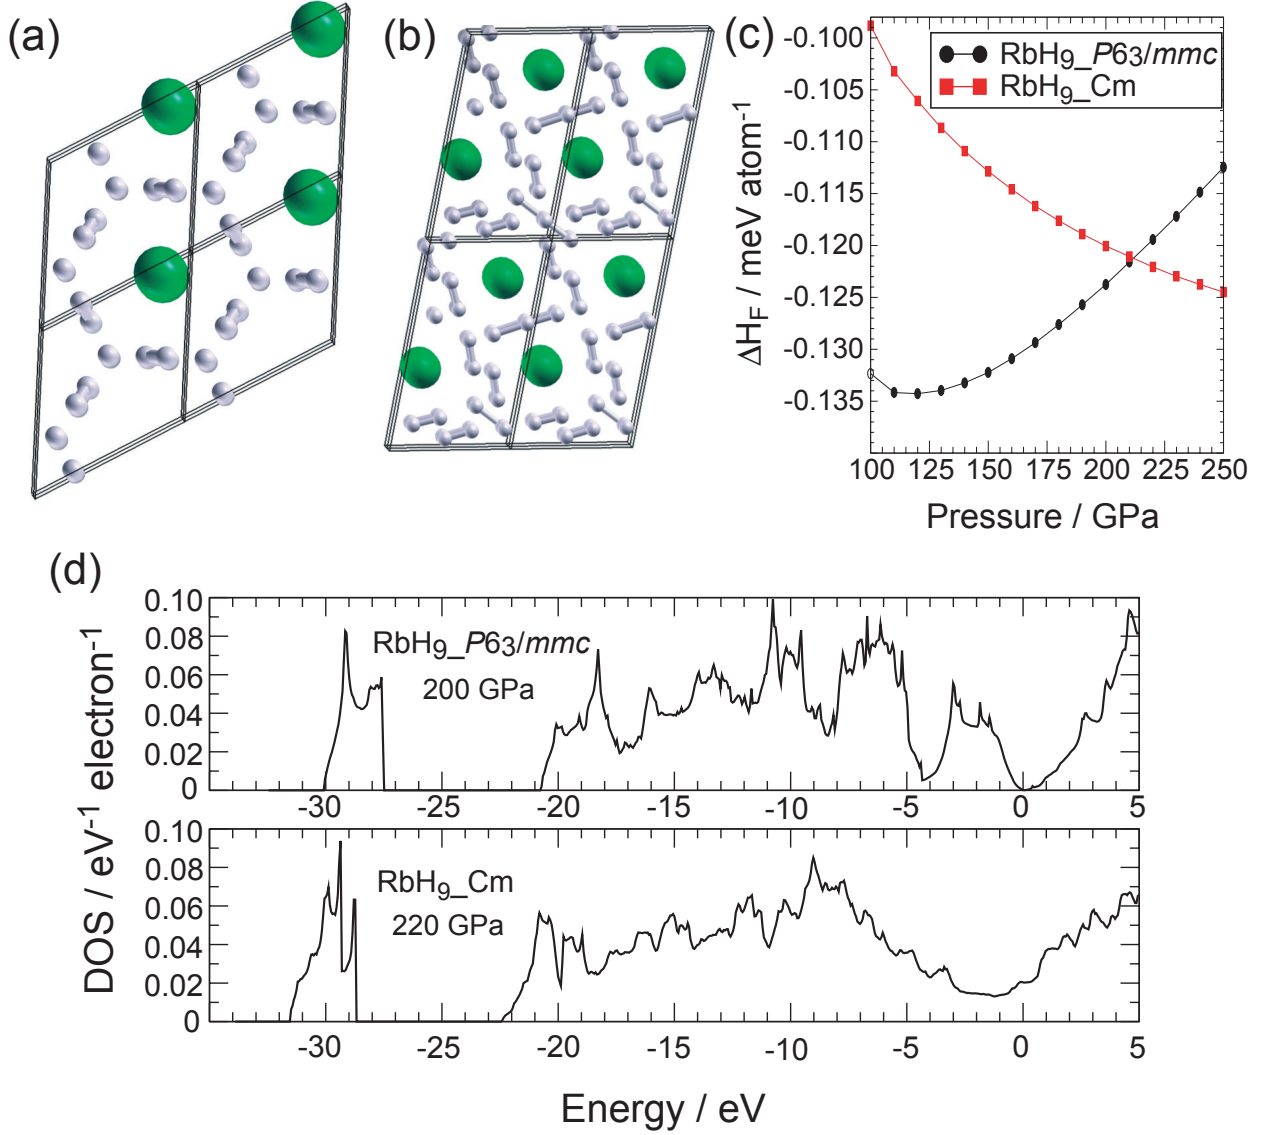 (a)
(b)
(c)
-0.100
-0.105
-0.110
-0.115
-0.120
-0.125
-0.130
-0.135
ΔHF / meV atom-1
RbH9_P63/mmc
RbH9_Cm
100 125 150 175 200 225 250
Pressure / GPa
(d)
DOS / eV-1 electron-1
0.10
0.08
0.06
0.04
0.02
0
RbH9_P63/mmc
200 GPa
-30 -25 -20 -15 -10 -5 0 5
0.10
0.08
0.06
0.04
0.02
0
RbH9_Cm
220 GPa
-30 -25 -20 -15 -10 -5 0 5
Energy / eV